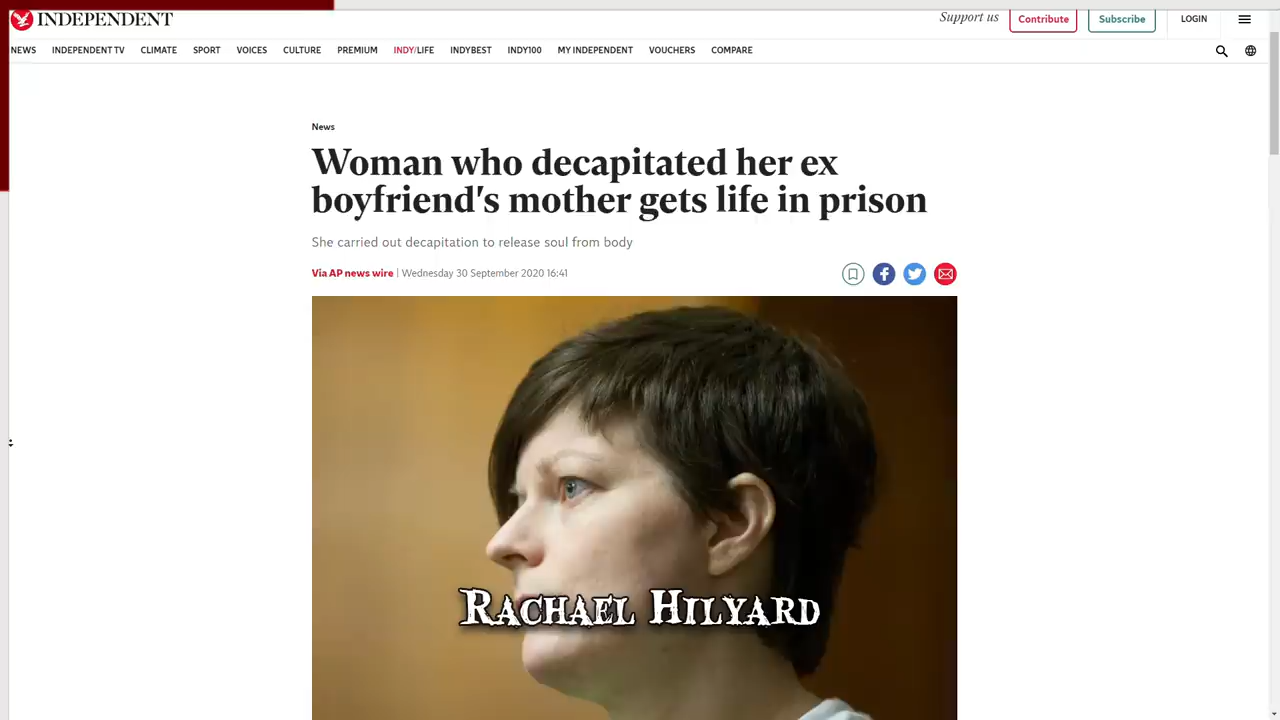 INDEPENDENT
Support us
Contribute
Subscribe
LOGIN
NEWS INDEPENDENT TV CLIMATE SPORT VOICES CULTURE PREMIUM INDY/LIFE INDYBEST INDY100 MY INDEPENDENT VOUCHERS COMPARE
News
Woman who decapitated her ex
boyfriend's mother gets life in prison
She carried out decapitation to release soul from body
Via AP news wire | Wednesday 30 September 2020 16:41
RACHAEL HILYARD